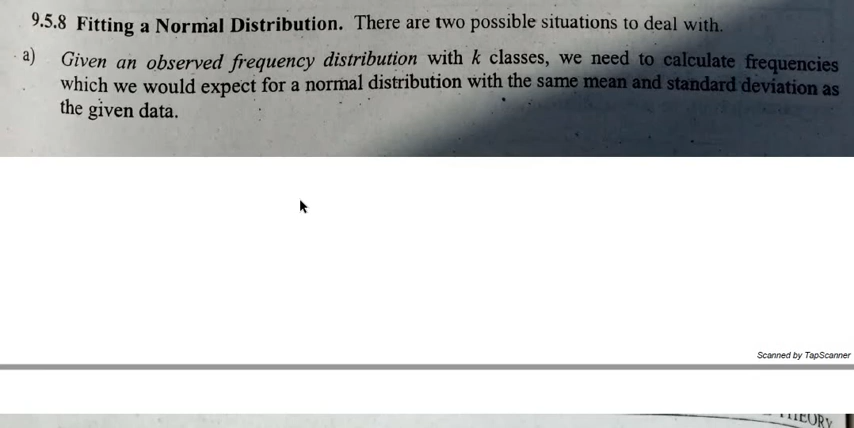 9.5.8 Fitting a Normal Distribution. There are two possible situations to deal with.
a) Given an observed frequency distribution with k classes, we need to calculate frequencies
which we would expect for a normal distribution with the same mean and standard deviation as
the given data.
Scanned by TapScanner
THEORY